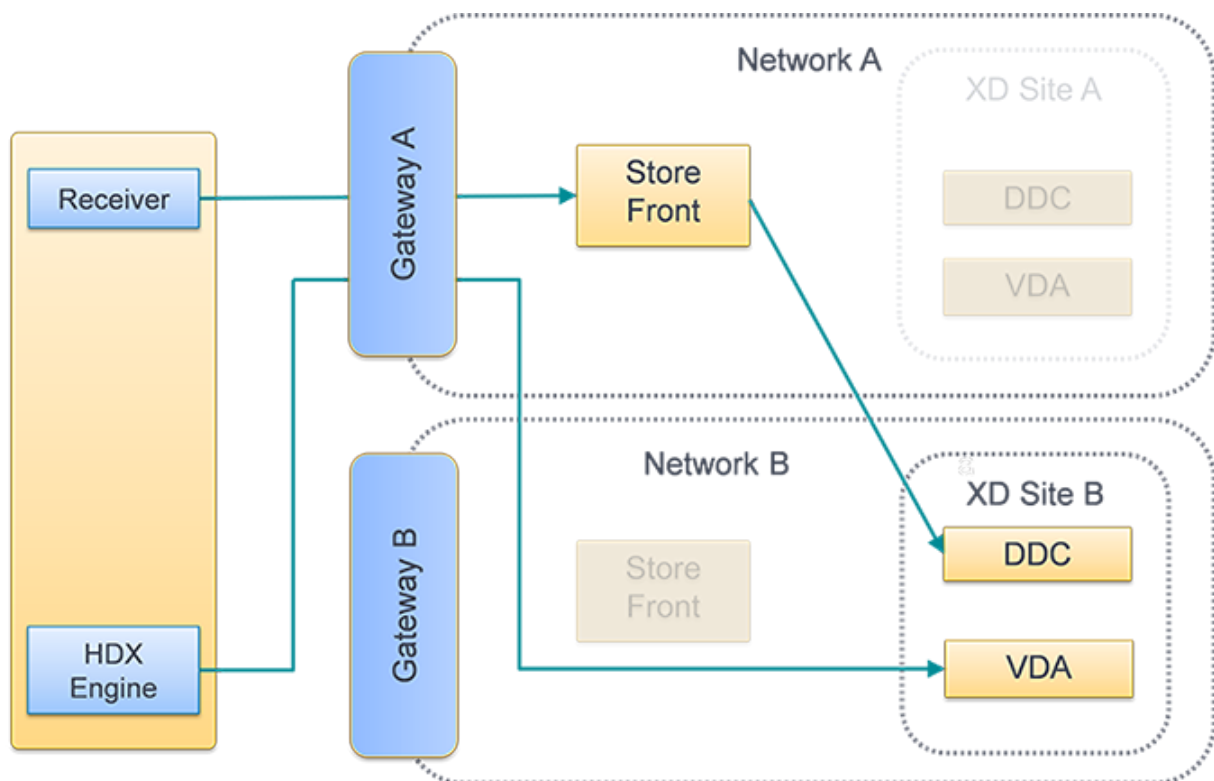 Network A
XD Site A
Receiver
Gateway A
Store
Front
DDC
VDA
Network B
XD Site B
Gateway B
Store
Front
DDC
HDX
Engine
VDA